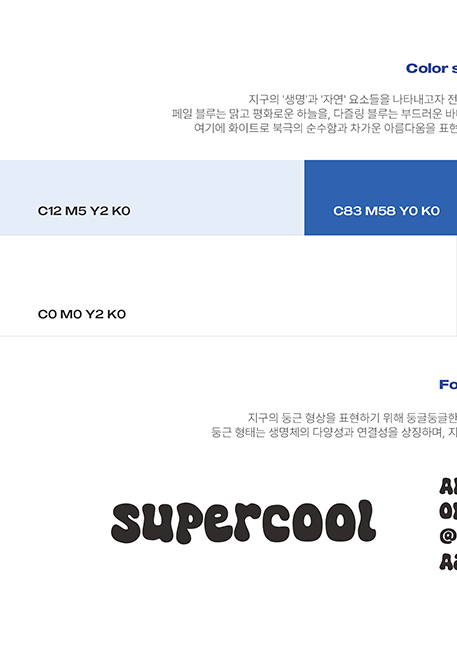 Color s
지구의 '생명'과 '자연' 요소들을 나타내고자 전
페일 블루는 맑고 평화로운 하늘을, 다즐링 블루는 부드러운 바
여기에 화이트로 북극의 순수함과 차가운 아름다움을 표현
C12 M5 Y2 K0
C83 M58 Y0 K0
C0 M0 Y2 K0
Fo
지구의 둥근 형상을 표현하기 위해 둥글둥글한
둥근 형태는 생명체의 다양성과 연결성을 상징하며, 지
supercool
@